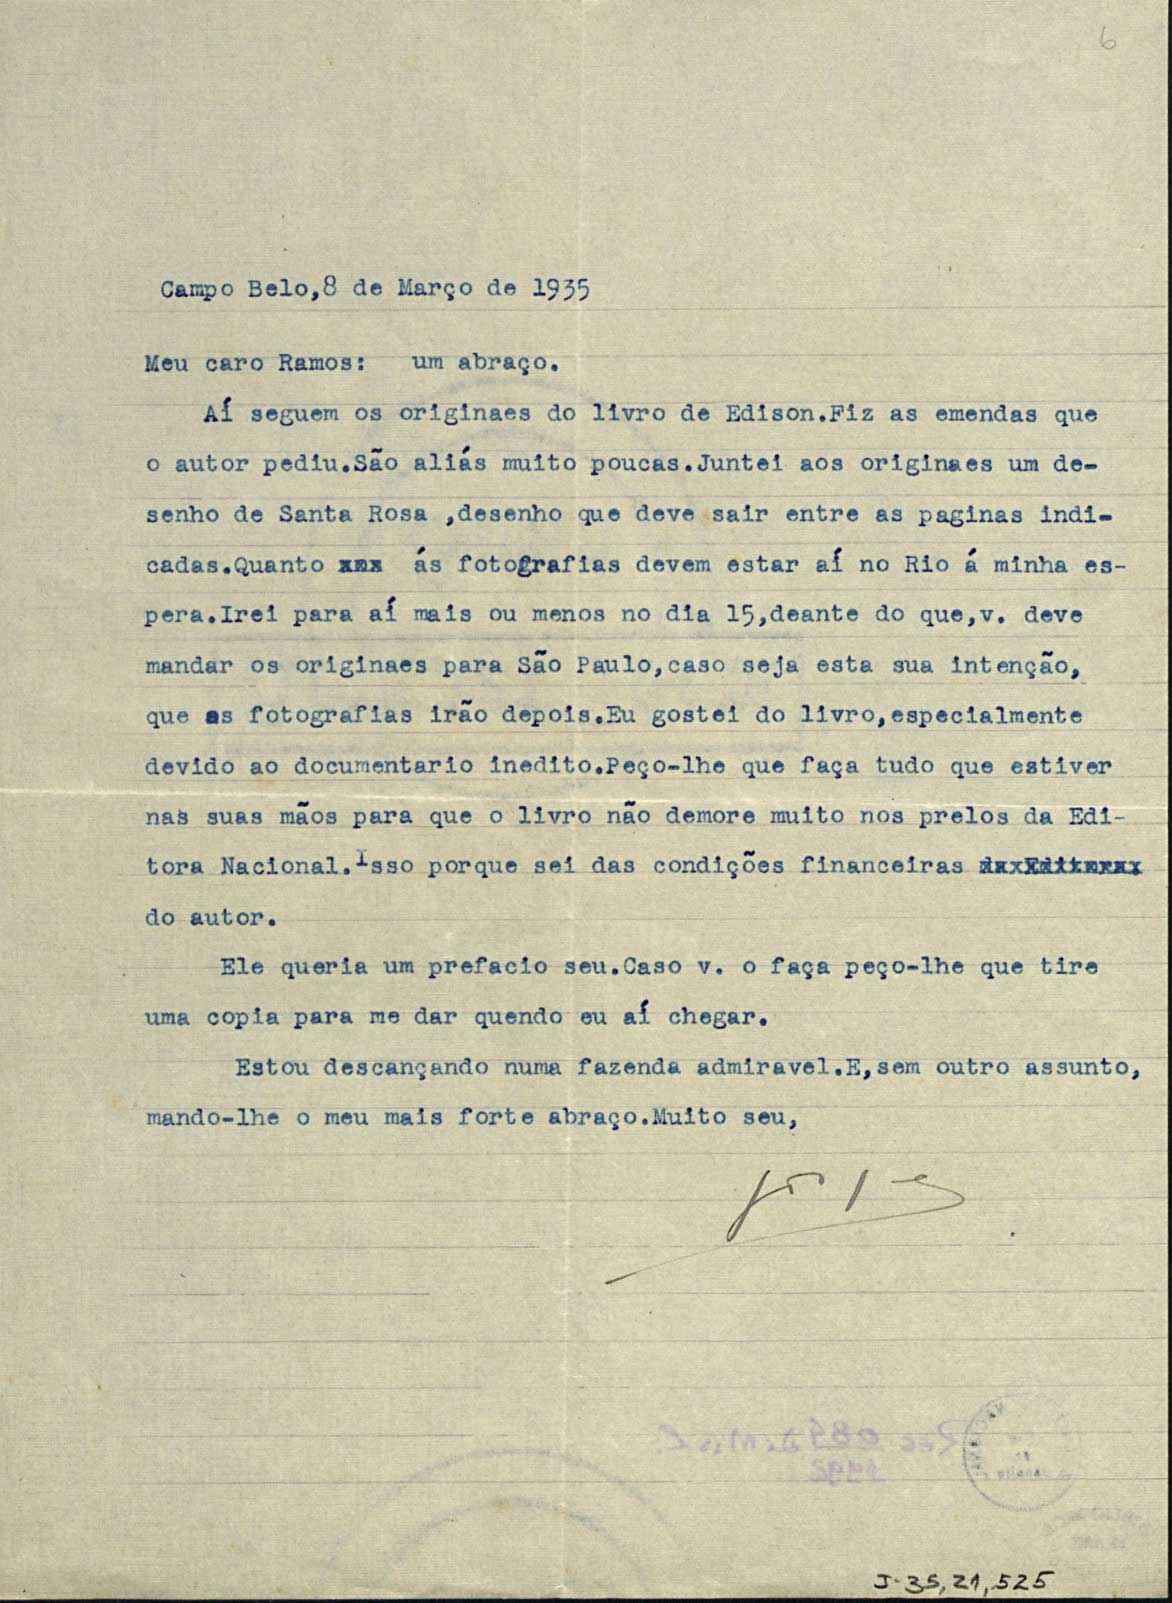 6
Campo Belo,8 de Março de 1935
Meu caro Ramos:   um abraço.
Aí seguem os originaes do livro de Edison.Fiz as emendas que
o autor pediu.São aliás muito poucas.Juntei aos originaes um de-
senho de Santa Rosa ,desenho que deve sair entre as paginas indi-
cadas.Quanto xxx ás fotografias devem estar aí no Rio á minha es-
pera.Irei para aí mais ou menos no dia 15,deante do que,v. deve
mandar os originaes para São Paulo,caso seja esta sua intenção,
que as fotografias irão depois.Eu gostei do livro,especialmente
devido ao documentario inedito.Peço-lhe que faça tudo que estiver
nas suas mãos para que o livro não demore muito nos prelos da Edi-
tora Nacional.Isso porque sei das condições financeiras
do autor.
Ele queria um prefacio seu.Caso v. o faça peço-lhe que tire
uma copia para me dar quendo eu aí chegar.
Estou descançando numa fazenda admiravel.E,sem outro assunto,
mando-lhe o meu mais forte abraço.Muito seu,
J-35,21,525